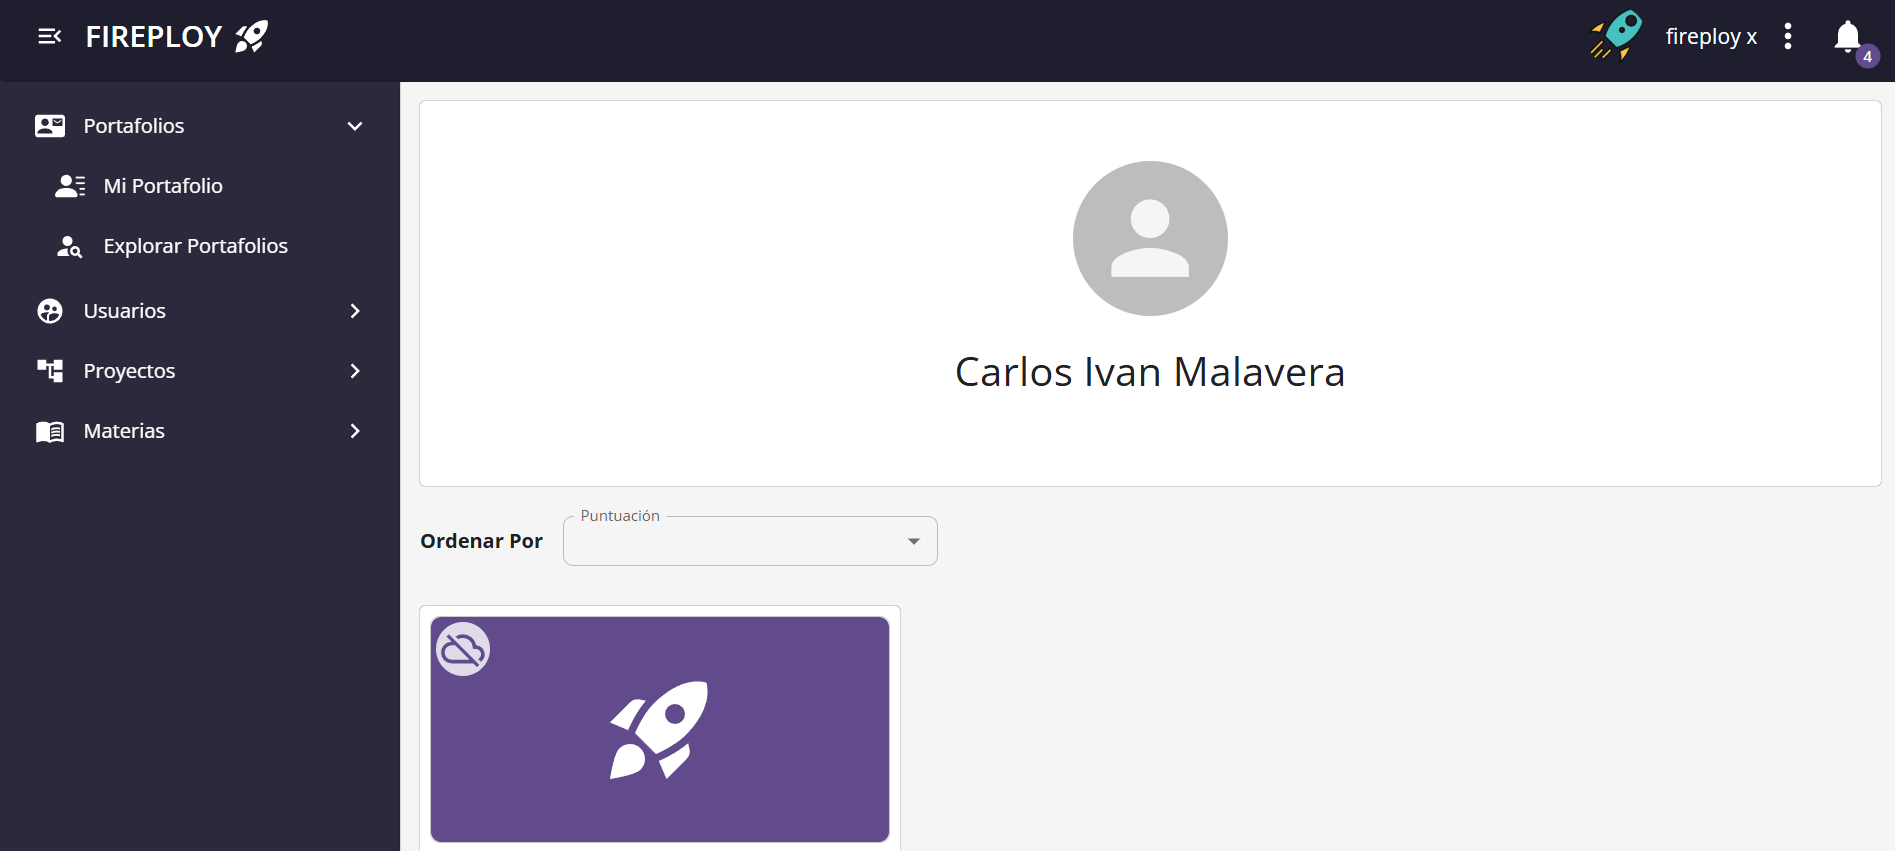 FIREPLOY
fireploy x
4
Portafolios
Mi Portafolio
Explorar Portafolios
Usuarios
Proyectos
Materias
Carlos Ivan Malavera
Ordenar Por
Puntuación